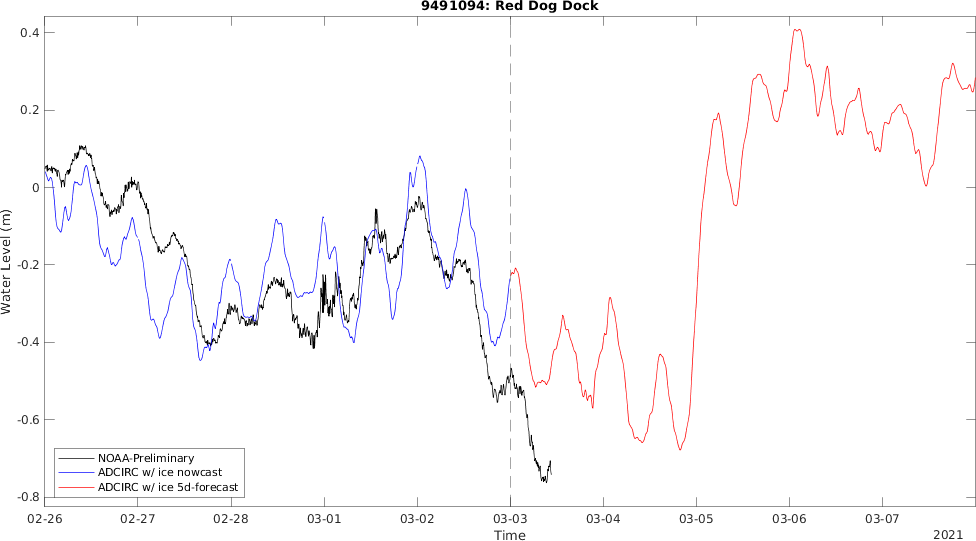 9491094: Red Dog Dock
Water Level (m)
0.4
0.2
0
-0.2
-0.4
-0.6
-0.8
NOAA-Preliminary
ADCIRC w/ ice nowcast
ADCIRC w/ ice 5d-forecast
02-26 02-27 02-28 03-01 03-02 03-03 03-04 03-05 03-06 03-07
Time
2021